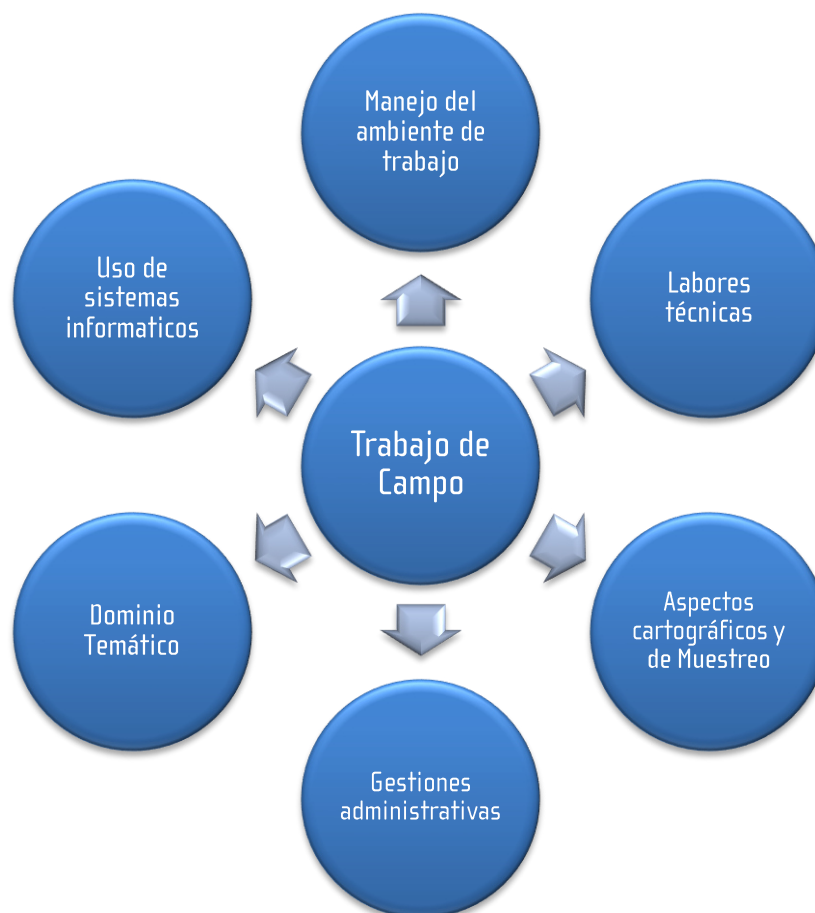 Manejo del
ambiente de
trabajo
Uso de
sistemas
informaticos
Labores
técnicas
Trabajo de
Campo
Dominio
Temático
Aspectos
cartográficos y
de Muestreo
Gestiones
administrativas